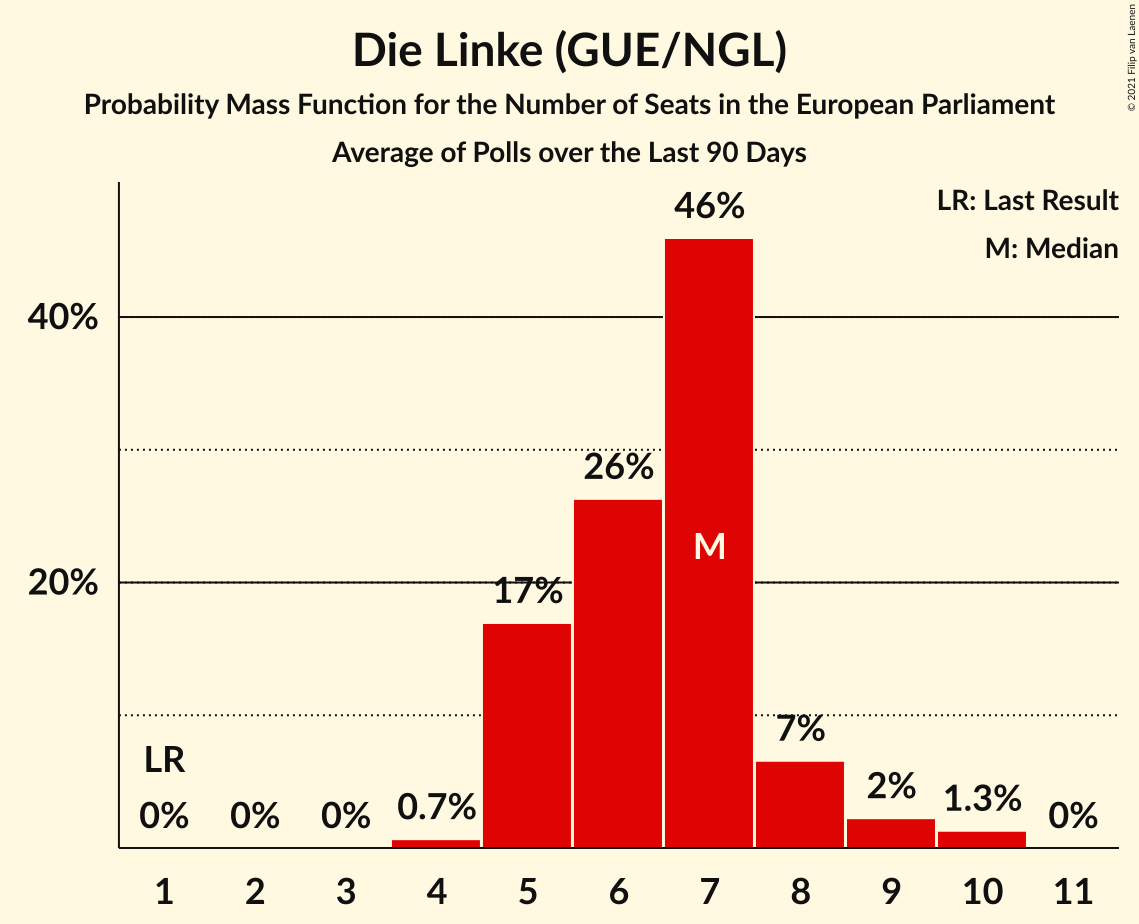 Die Linke (GUE/NGL)
Probability Mass Function for the Number of Seats in the European Parliament
Average of Polls over the Last 90 Days
© 2021 Filip van Laenen
LR: Last Result
M: Median
46%
40%
26%
M
20%
17%
7%
LR
2%
1.3%
0.7%
0%
0%
0%
0%
1 2 3 4 5 6 7 8 9 10 11